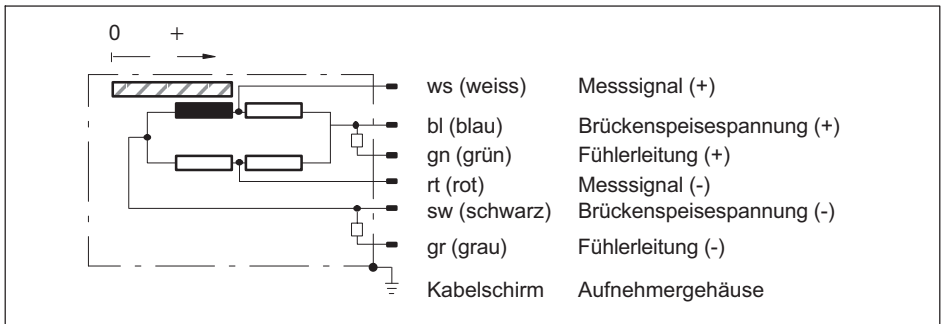 0 +
ws (weiss) Messsignal (+)
bl (blau) Brückenspeisespannung (+)
gn (grün) Fühlerleitung (+)
rt (rot) Messsignal (-)
sw (schwarz) Brückenspeisespannung (-)
gr (grau) Fühlerleitung (-)
Kabelschirm Aufnehmergehäuse